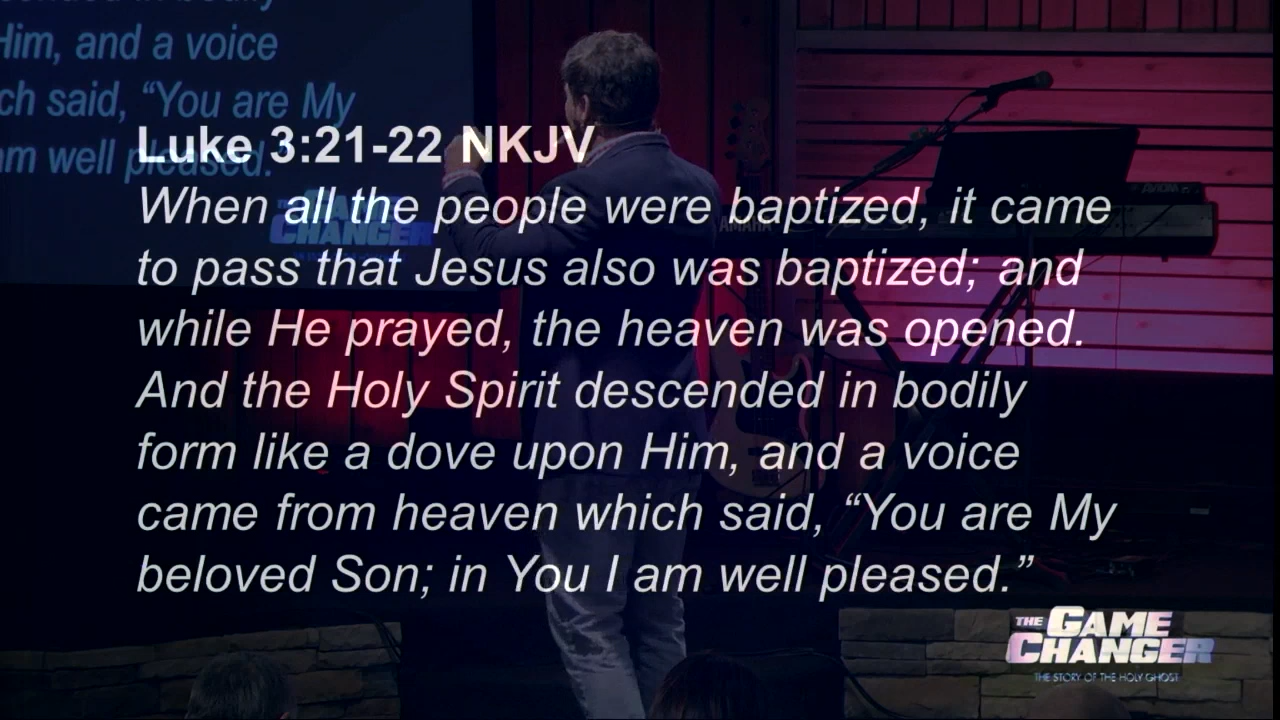 Him, and a voice
ch said, “You are My
am well pleased.”
Luke 3:21-22 NKJV
When all the people were baptized, it came
to pass that Jesus also was baptized; and
while He prayed, the heaven was opened.
And the Holy Spirit descended in bodily
form like a dove upon Him, and a voice
came from heaven which said, “You are My
beloved Son; in You I am well pleased.”
GAME
CHANGER
THE GAME
CHANGER
THE STORY OF THE HOLY GHOST